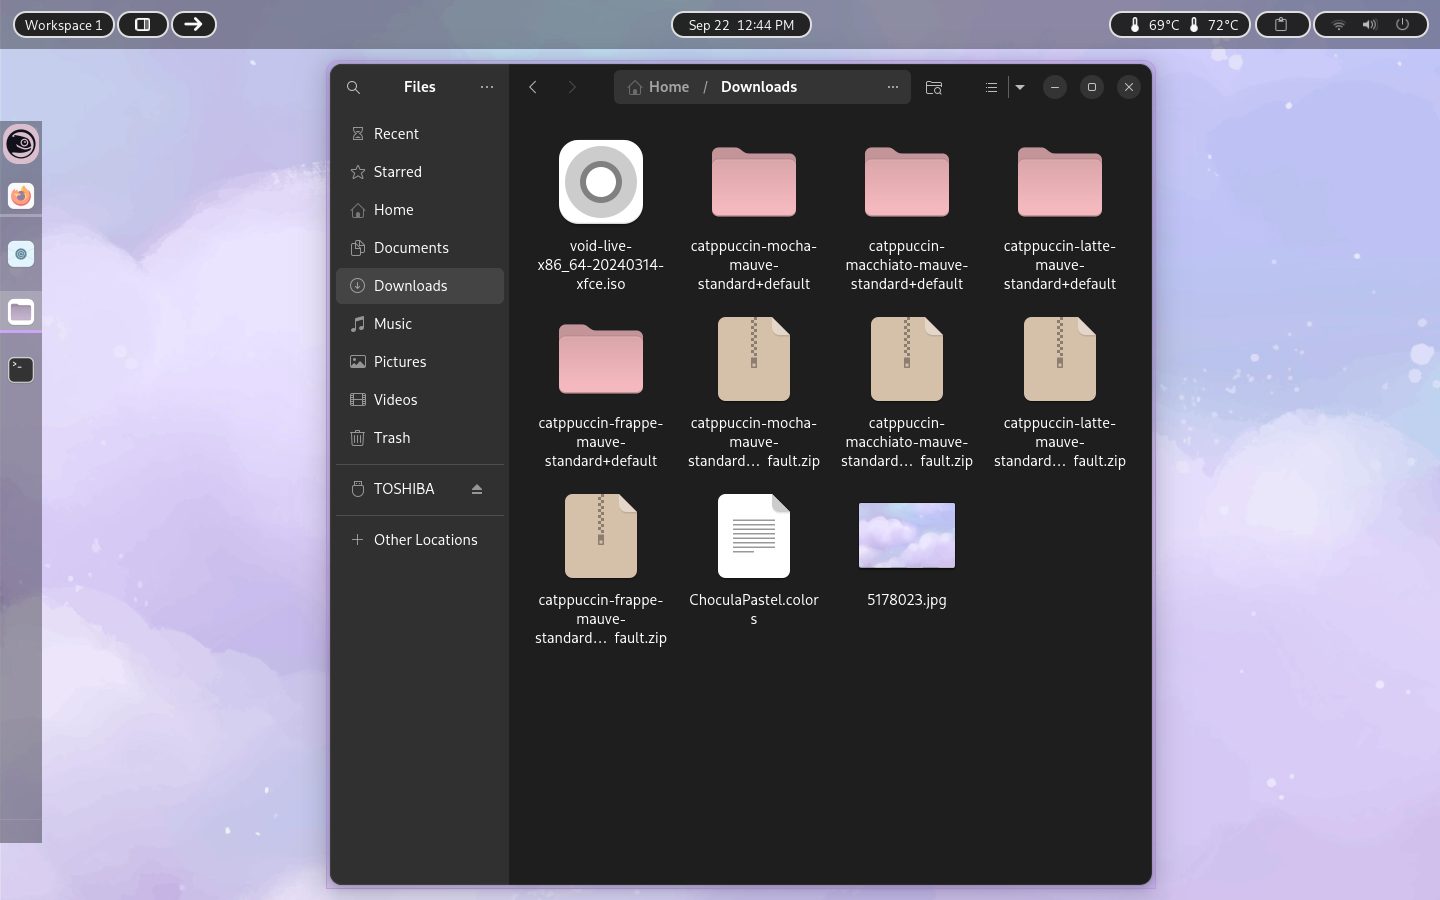 Workspace 1
Sep 22 12:44 PM
69°C 72°C
Files
Home / Downloads
Recent
Starred
Home
Documents
Downloads
Music
Pictures
Videos
Trash
TOSHIBA
Other Locations
void-live-
x86_64-20240314-
xfce.iso
catppuccin-mocha-
mauve-
standard+default
catppuccin-
macchiato-mauve-
standard+default
catppuccin-latte-
mauve-
standard+default
catppuccin-frappe-
mauve-
standard+default
catppuccin-mocha-
mauve-
standard… fault.zip
catppuccin-
macchiato-mauve-
standard… fault.zip
catppuccin-latte-
mauve-
standard… fault.zip
catppuccin-frappe-
mauve-
standard… fault.zip
ChoculaPastel.color
s
5178023.jpg